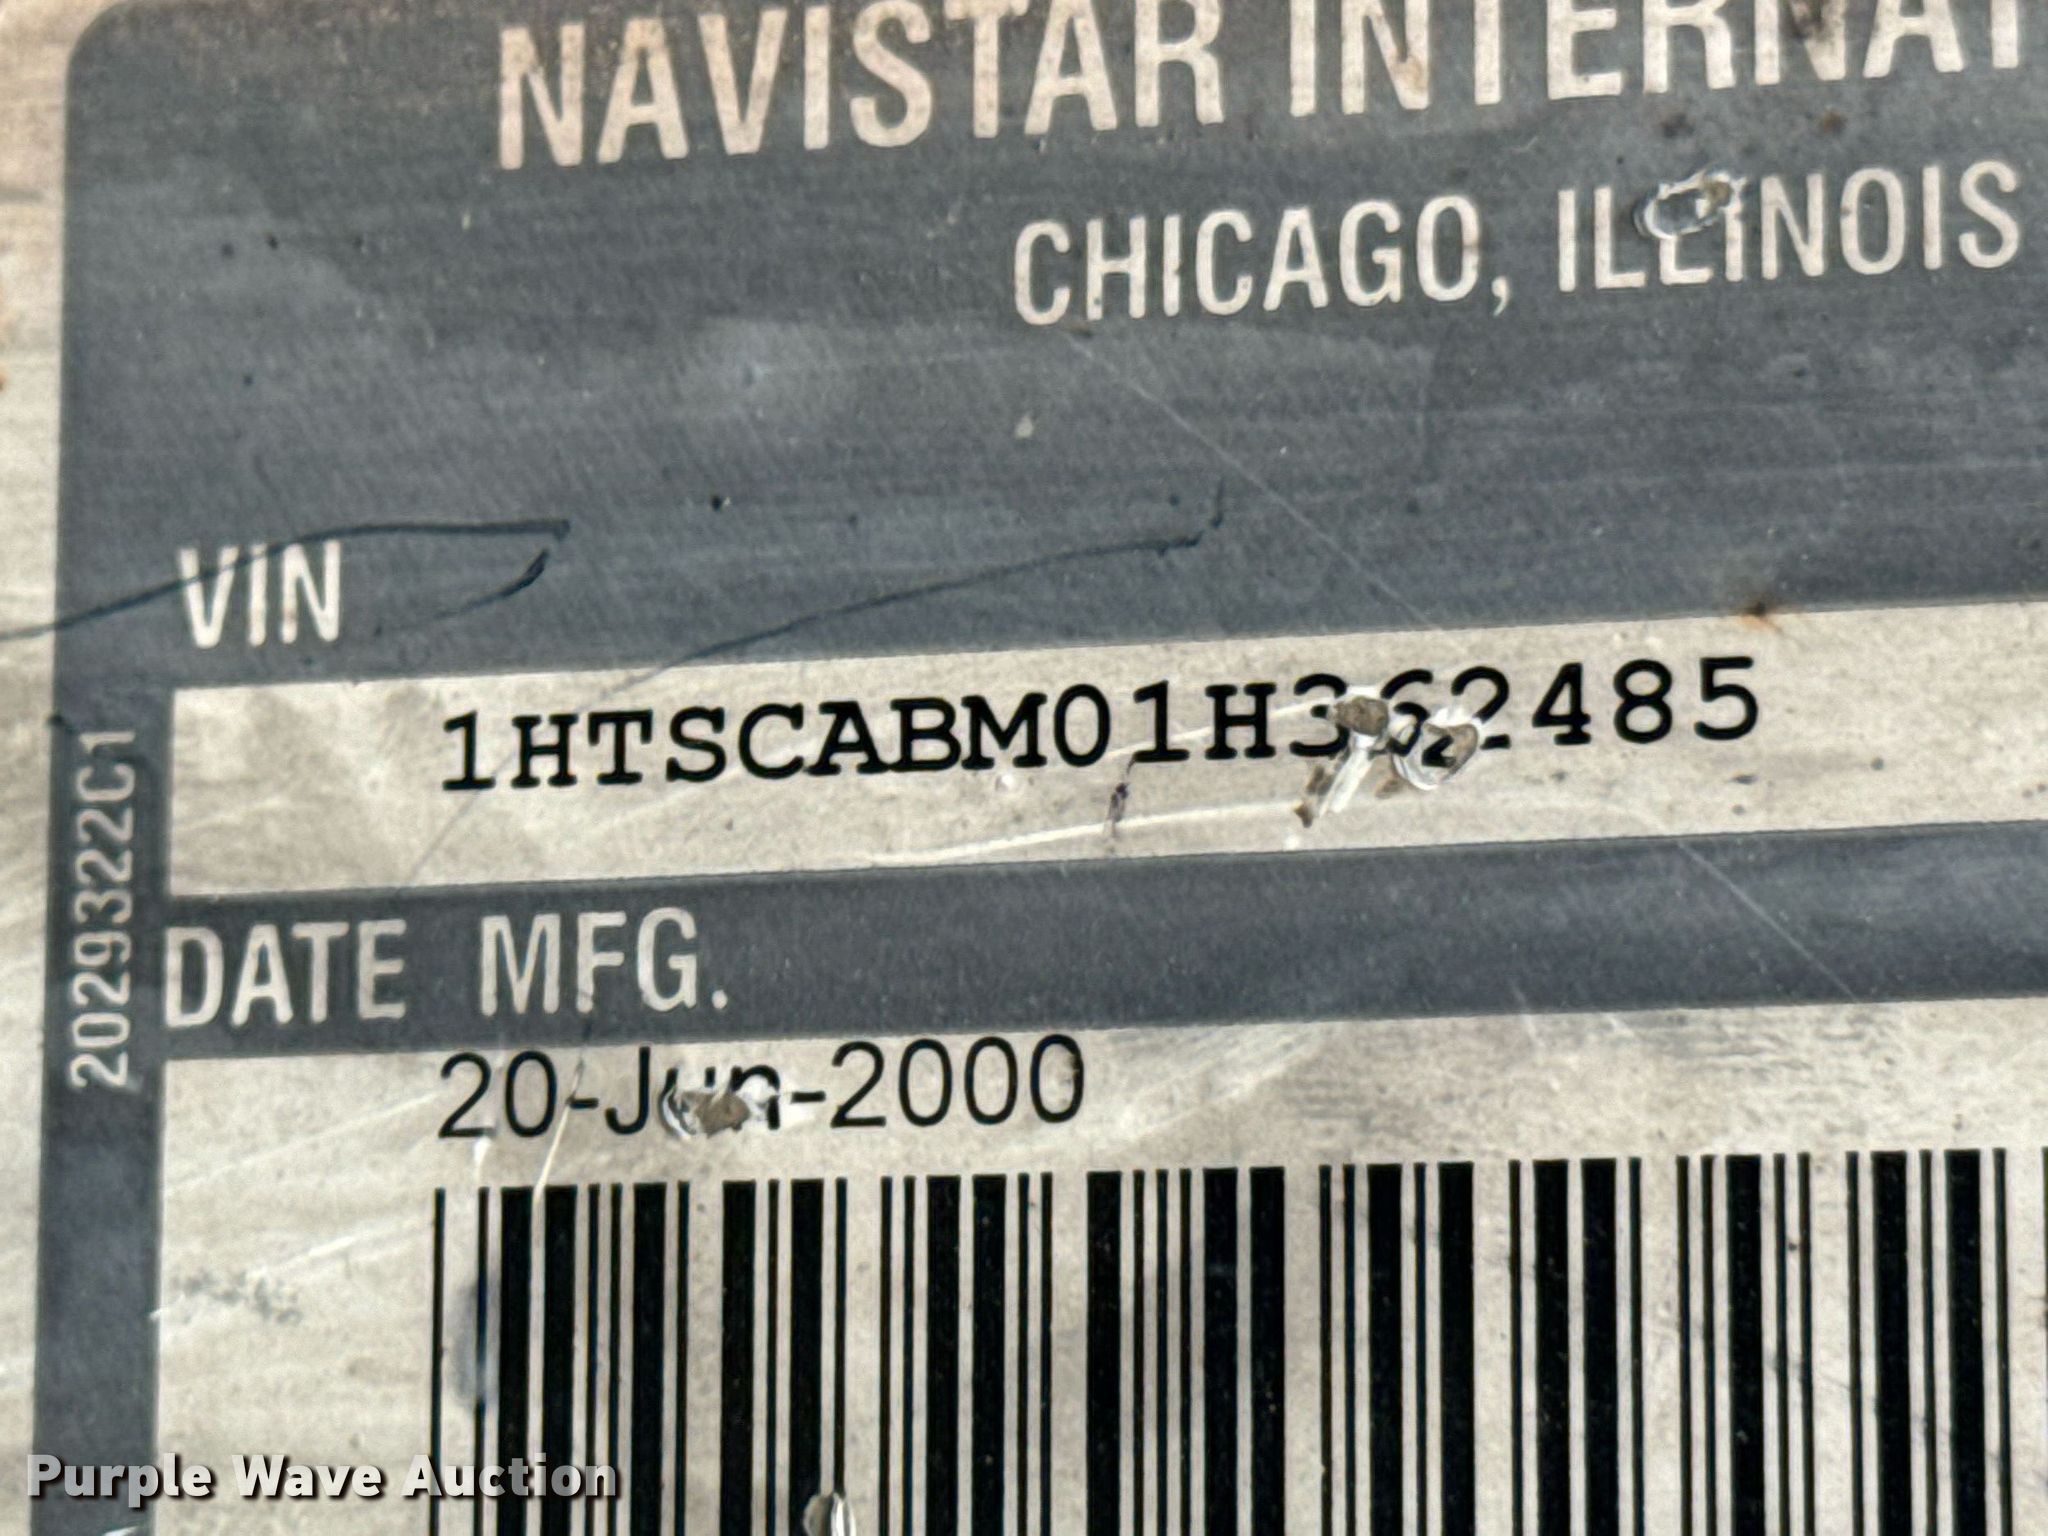 NAVISTAR INTERNAT
CHICAGO, ILLINOIS
VIN
1HTSCABM01H362485
2029322C1
DATE MFG.
20-Jun-2000
Purple Wave Auction